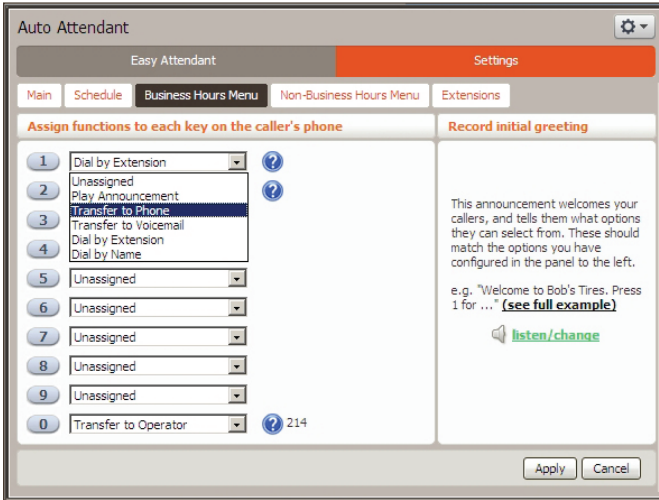 Auto Attendant
Easy Attendant
Settings
Main
Schedule
Business Hours Menu
Non-Business Hours Menu
Extensions
Assign functions to each key on the caller's phone
Record initial greeting
1
Dial by Extension
?
Unassigned
2
Play Announcement
?
Transfer to Phone
3
Transfer to Voicemail
4
Dial by Extension
Dial by Name
5
Unassigned
6
Unassigned
7
Unassigned
8
Unassigned
9
Unassigned
0
Transfer to Operator
?
214
This announcement welcomes your
callers, and tells them what options
they can select from. These should
match the options you have
configured in the panel to the left.
e.g. "Welcome to Bob's Tires. Press
1 for ..." (see full example)
listen/change
Apply
Cancel